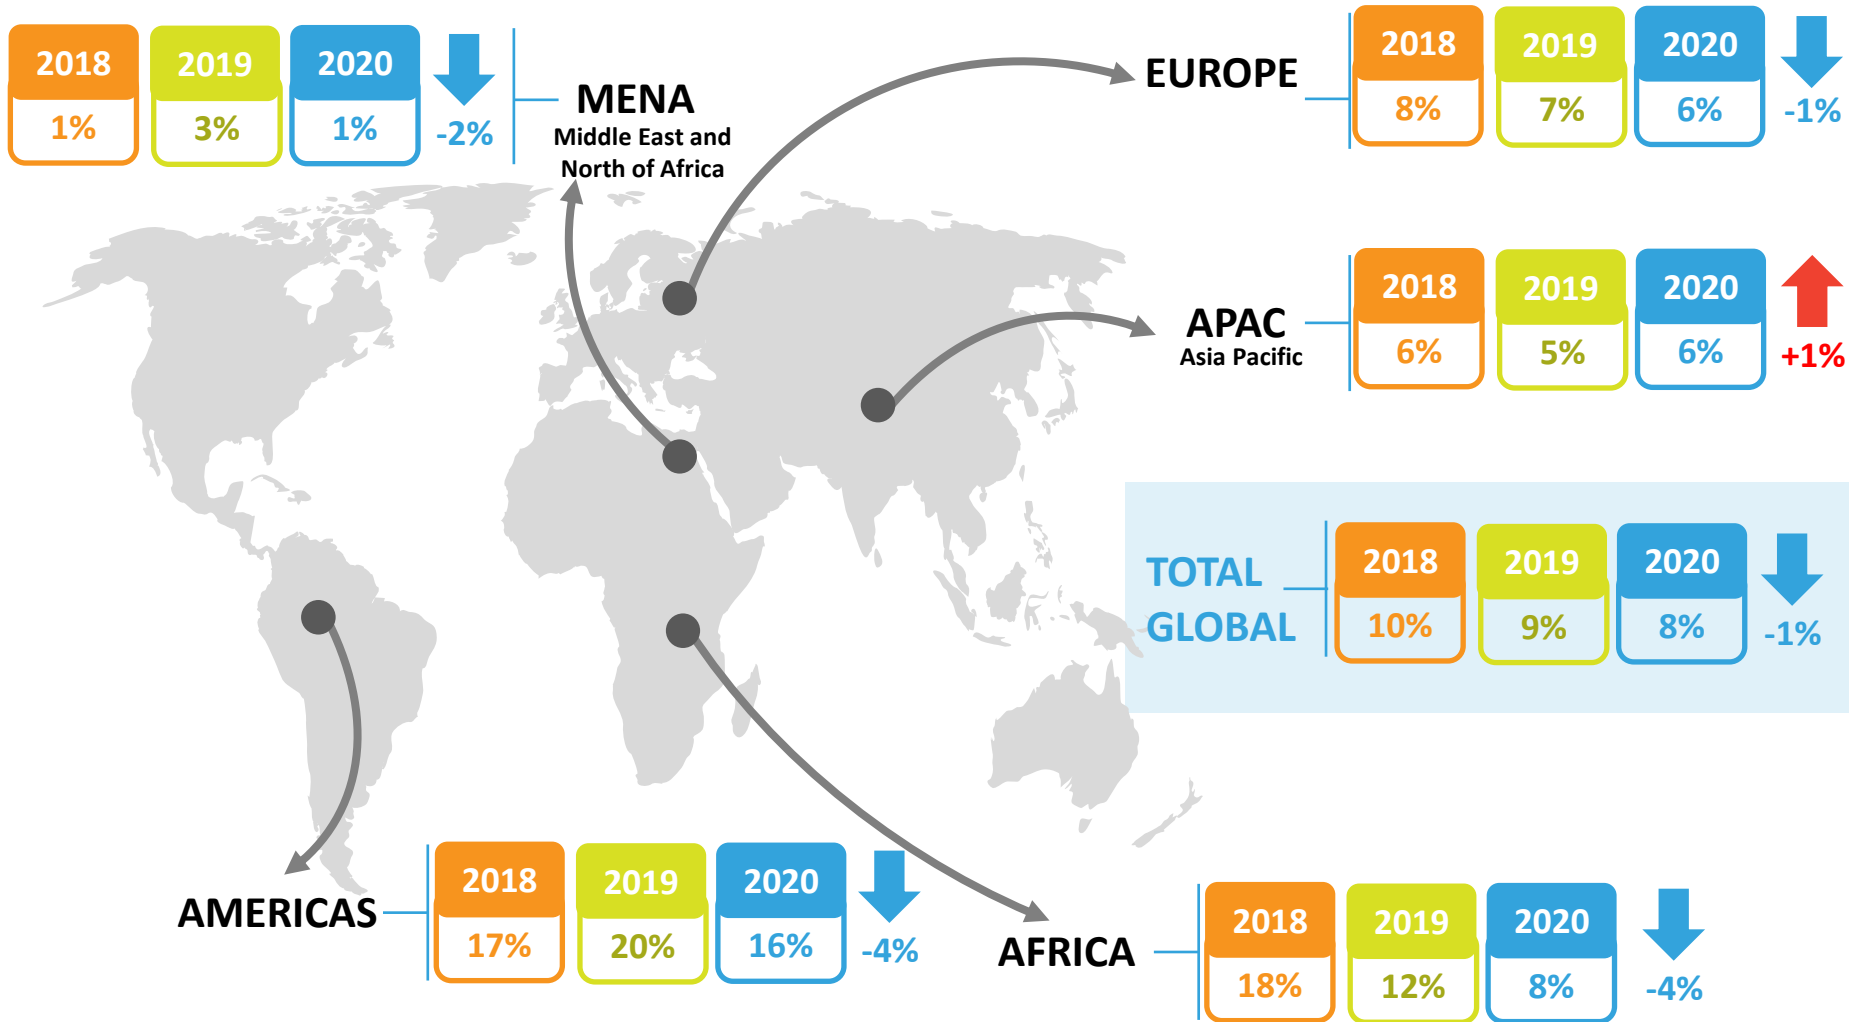 2018 2019 2020
1% 3% 1% -2%
MENA
Middle East and
North of Africa
EUROPE
2018 2019 2020
8% 7% 6% -1%
APAC
Asia Pacific
2018 2019 2020
6% 5% 6% +1%
TOTAL
GLOBAL
2018 2019 2020
10% 9% 8% -1%
AMERICAS
2018 2019 2020
17% 20% 16% -4%
AFRICA
2018 2019 2020
18% 12% 8% -4%